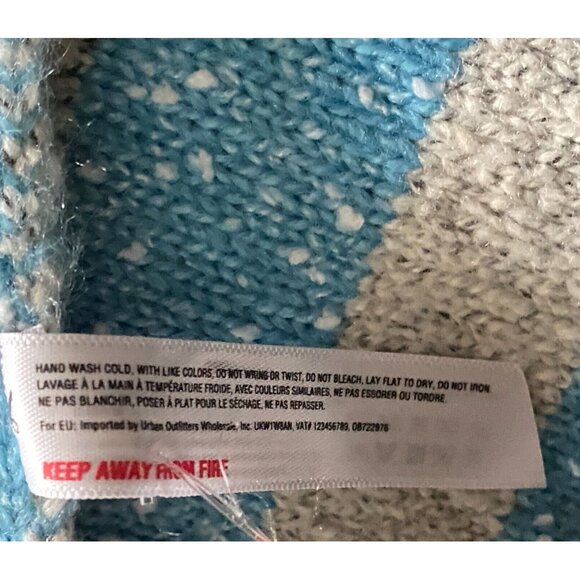 HAND WASH COLD, WITH LIKE COLORS, DO NOT WRING OR TWIST, DO NOT BLEACH, LAY FLAT TO DRY, DO NOT IRON.
LAVAGE À LA MAIN À TEMPÉRATURE FROIDE, AVEC COULEURS SIMILAIRES, NE PAS ESSORER OU TORDRE,
NE PAS BLANCHIR, POSER À PLAT POUR LE SÉCHAGE, NE PAS REPASSER.
For EU: Imported by Urban Outfitters Wholesale, Inc. UKW1W8AN, VAT# 123456789, OB722976
KEEP AWAY FROM FIRE